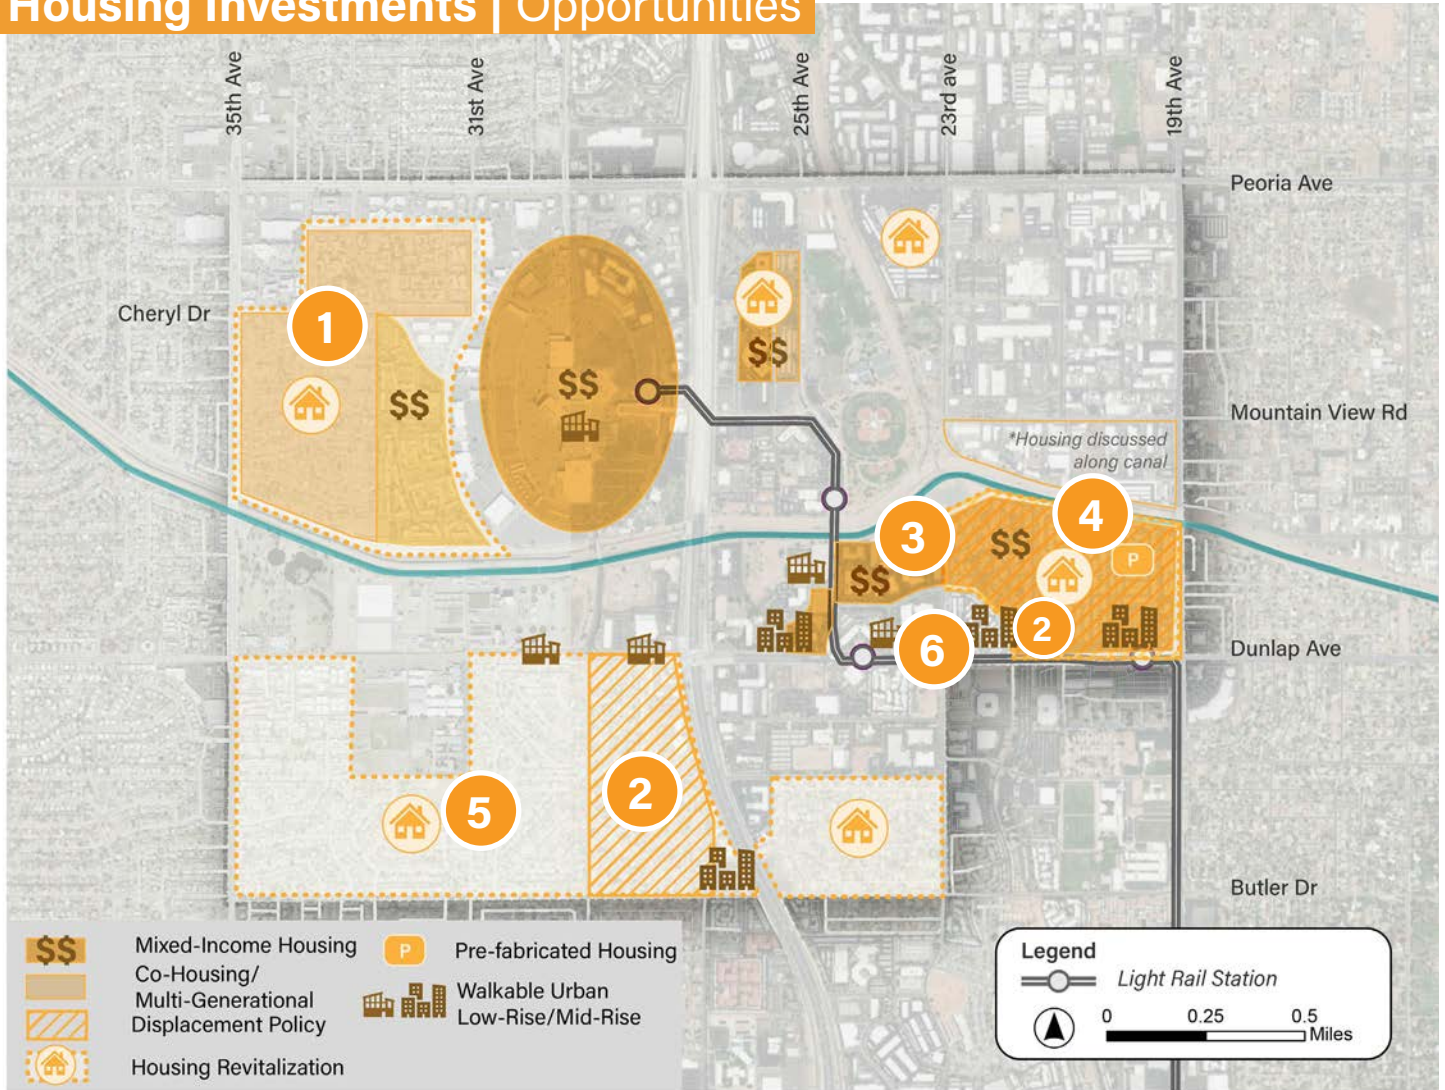 Housing Investments | Opportunities
35th Ave
31st Ave
25th Ave
23rd ave
19th Ave
Peoria Ave
Cheryl Dr
1
$$
$$
$$
Mountain View Rd
*Housing discussed
along canal
3
4
$$
$$
P
2
6
Dunlap Ave
5
2
Butler Dr
$$
Mixed-Income Housing
Co-Housing/
Multi-Generational
Displacement Policy
Housing Revitalization
P
Pre-fabricated Housing
Walkable Urban
Low-Rise/Mid-Rise
Legend
Light Rail Station
0 0.25 0.5
Miles